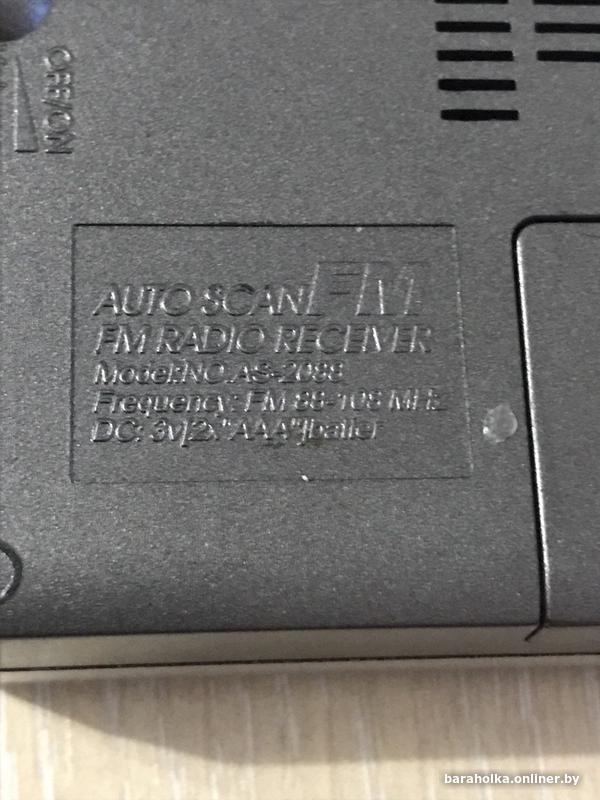 OFF/ON
AUTO SCAN FM
FM RADIO RECEIVER
Model:NO.AS-2088
Frequency: FM 88-108 MHz
DC: 3v[2x"AAA"]batier
baraholka.onliner.by